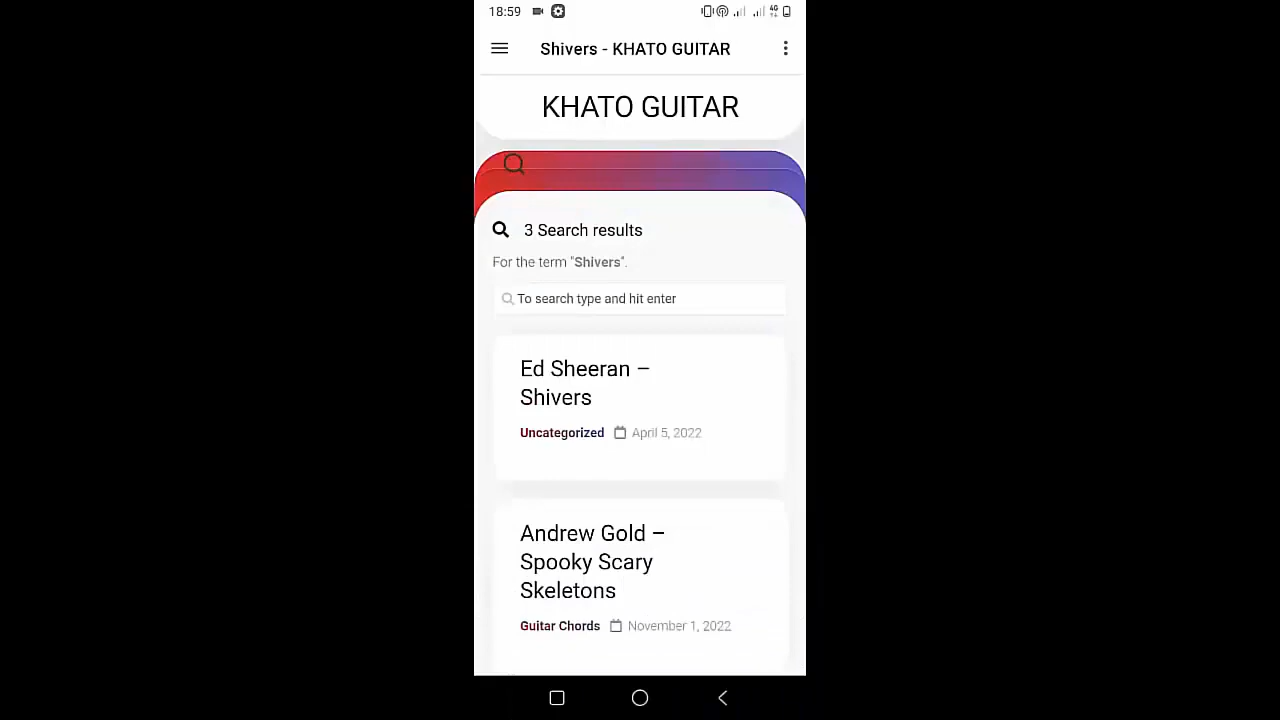 18:59
4G
Shivers - KHATO GUITAR
KHATO GUITAR
3 Search results
For the term "Shivers".
To search type and hit enter
Ed Sheeran –
Shivers
Uncategorized April 5, 2022
Andrew Gold –
Spooky Scary
Skeletons
Guitar Chords November 1, 2022